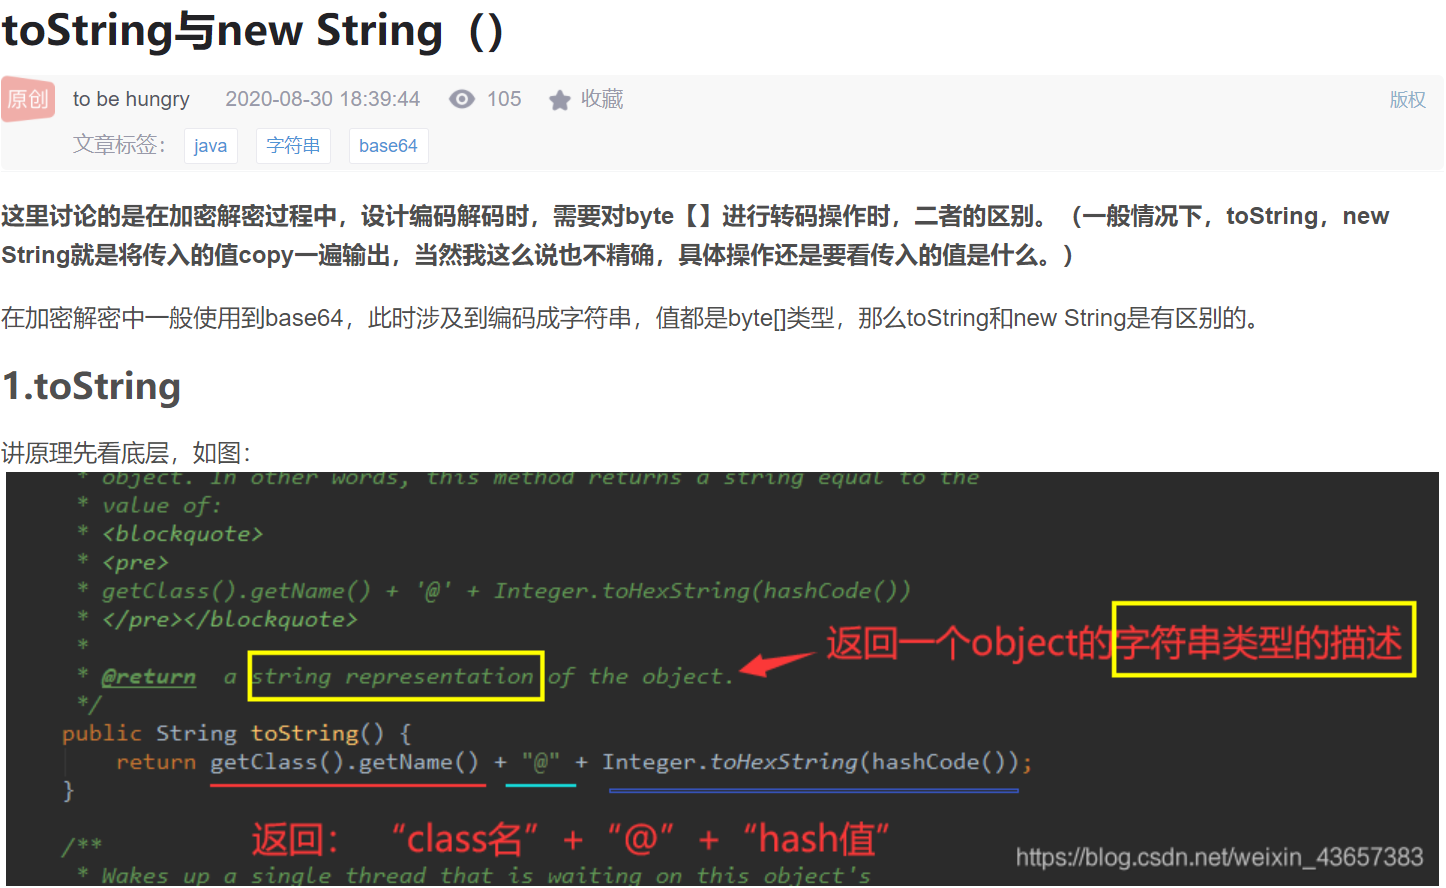 toString与new String（）
原创 to be hungry 2020-08-30 18:39:44 105 收藏 版权
文章标签： java 字符串 base64
这里讨论的是在加密解密过程中，设计编码解码时，需要对byte【】进行转码操作时，二者的区别。（一般情况下，toString，new
String就是将传入的值copy一遍输出，当然我这么说也不精确，具体操作还是要看传入的值是什么。）
在加密解密中一般使用到base64，此时涉及到编码成字符串，值都是byte[]类型，那么toString和new String是有区别的。
1.toString
讲原理先看底层，如图：
* object. In other words, this method returns a string equal to the
* value of:
* <blockquote>
* <pre>
* getClass().getName() + '@' + Integer.toHexString(hashCode())
* </pre></blockquote>
*
返回一个object的字符串类型的描述
* @return a string representation of the object.
*/
public String toString() {
return getClass().getName() + "@" + Integer.toHexString(hashCode());
}
返回： “class名” + “@” + “hash值”
/**
https://blog.csdn.net/weixin_43657383
* Wakes up a single thread that is waiting on this object's